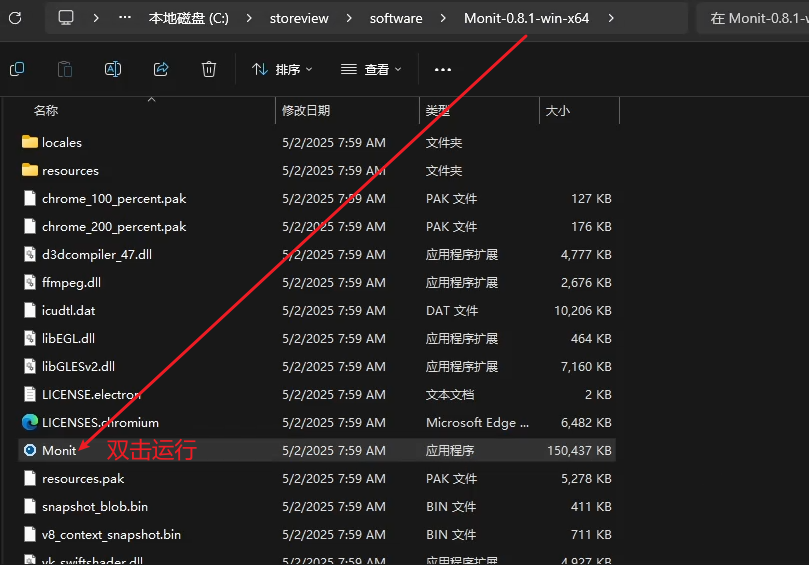 本地磁盘 (C:) storeview software Monit-0.8.1-win-x64 在 Monit-0.8.1-w
排序 查看
名称 修改日期 类型 大小
locales 5/2/2025 7:59 AM 文件夹
resources 5/2/2025 7:59 AM 文件夹
chrome_100_percent.pak 5/2/2025 7:59 AM PAK 文件 127 KB
chrome_200_percent.pak 5/2/2025 7:59 AM PAK 文件 176 KB
d3dcompiler_47.dll 5/2/2025 7:59 AM 应用程序扩展 4,777 KB
ffmpeg.dll 5/2/2025 7:59 AM 应用程序扩展 2,676 KB
icudtl.dat 5/2/2025 7:59 AM DAT 文件 10,206 KB
libEGL.dll 5/2/2025 7:59 AM 应用程序扩展 464 KB
libGLESv2.dll 5/2/2025 7:59 AM 应用程序扩展 7,160 KB
LICENSE.electron 5/2/2025 7:59 AM 文本文档 2 KB
LICENSES.chromium 5/2/2025 7:59 AM Microsoft Edge ... 6,482 KB
Monit 双击运行 5/2/2025 7:59 AM 应用程序 150,437 KB
resources.pak 5/2/2025 7:59 AM PAK 文件 5,278 KB
snapshot_blob.bin 5/2/2025 7:59 AM BIN 文件 411 KB
v8_context_snapshot.bin 5/2/2025 7:59 AM BIN 文件 711 KB
vk_swiftshader.dll 5/2/2025 7:59 AM 应用程序扩展 4,927 KB